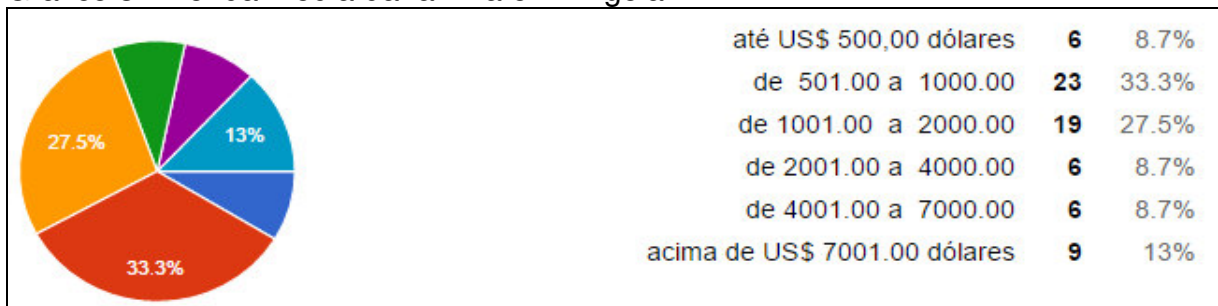 até US$ 500,00 dólares 6 8.7%
de 501.00 a 1000.00 23 33.3%
de 1001.00 a 2000.00 19 27.5%
de 2001.00 a 4000.00 6 8.7%
de 4001.00 a 7000.00 6 8.7%
acima de US$ 7001.00 dólares 9 13%
27.5%
13%
33.3%